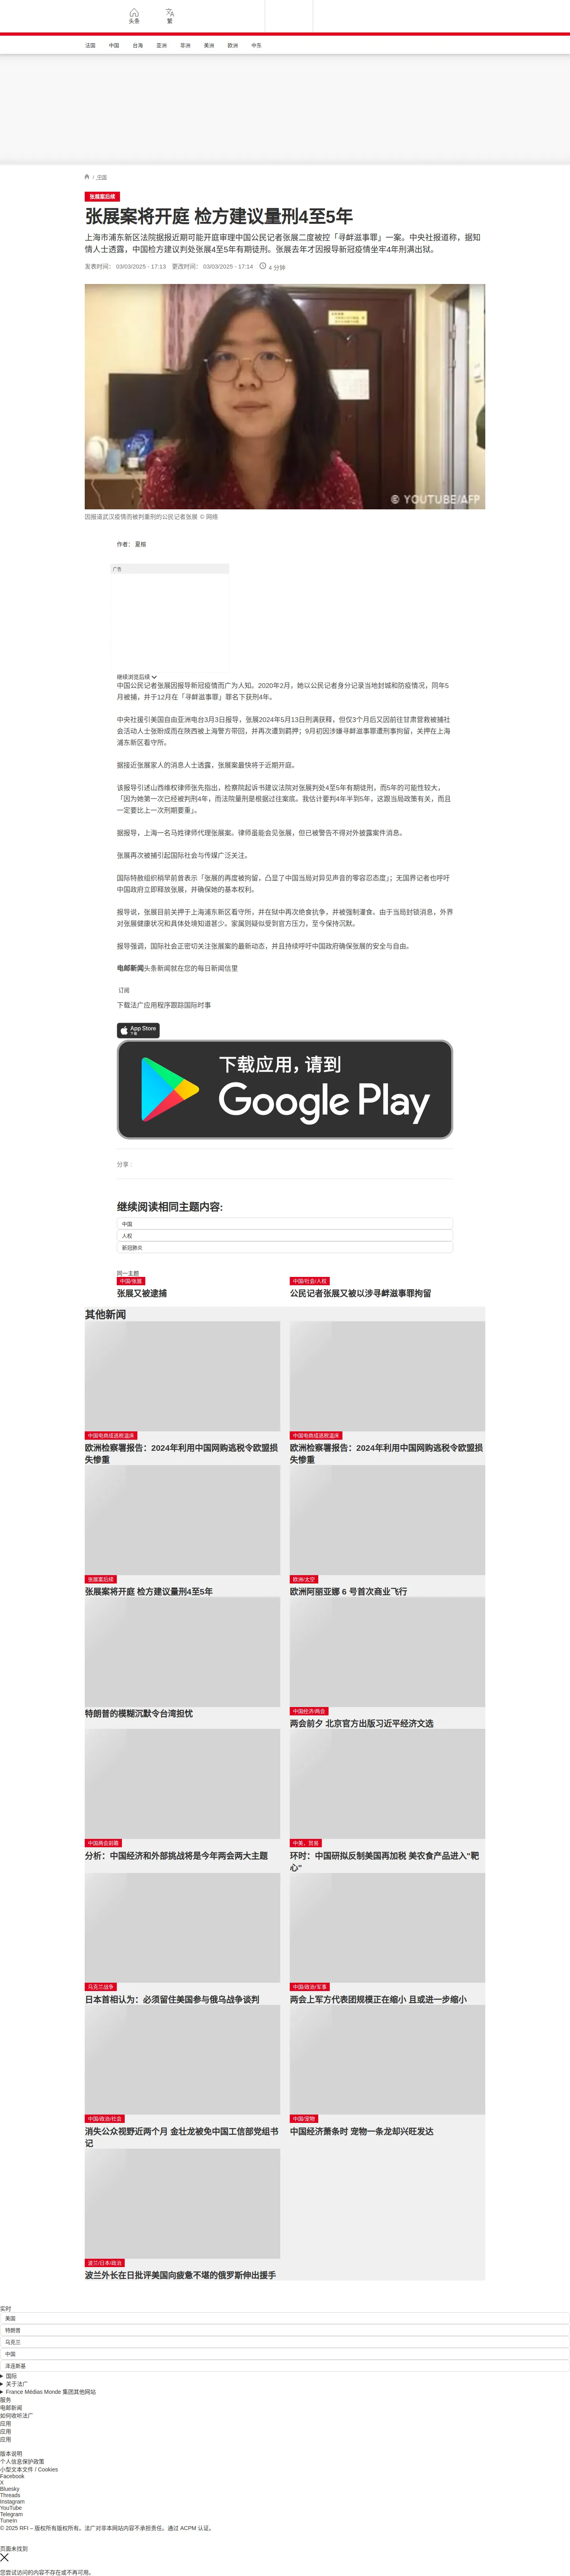 头条
繁
法国
中国
台海
亚洲
非洲
美洲
欧洲
中东
/ 中国
张展案后续
张展案将开庭 检方建议量刑4至5年
上海市浦东新区法院据报近期可能开庭审理中国公民记者张展二度被控「寻衅滋事罪」一案。中央社报道称，据知
情人士透露，中国检方建议判处张展4至5年有期徒刑。张展去年才因报导新冠疫情坐牢4年刑满出狱。
发表时间： 03/03/2025 - 17:13 更改时间： 03/03/2025 - 17:14 4 分钟
© YOUTUBE/AFP
因报道武汉疫情而被判重刑的公民记者张展 © 网络
作者： 夏榕
广告
继续浏览后续
中国公民记者张展因报导新冠疫情而广为人知。2020年2月，她以公民记者身分记录当地封城和防疫情况，同年5
月被捕，并于12月在「寻衅滋事罪」罪名下获刑4年。
中央社援引美国自由亚洲电台3月3日报导，张展2024年5月13日刑满获释，但仅3个月后又因前往甘肃营救被捕社
会活动人士张盼成而在陕西被上海警方带回，并再次遭到羁押；9月初因涉嫌寻衅滋事罪遭刑事拘留，关押在上海
浦东新区看守所。
据接近张展家人的消息人士透露，张展案最快将于近期开庭。
该报导引述山西维权律师张先指出，检察院起诉书建议法院对张展判处4至5年有期徒刑，而5年的可能性较大，
「因为她第一次已经被判刑4年，而法院量刑是根据过往案底。我估计要判4年半到5年，这跟当局政策有关，而且
一定要比上一次刑期要重」。
据报导，上海一名马姓律师代理张展案。律师虽能会见张展，但已被警告不得对外披露案件消息。
张展再次被捕引起国际社会与传媒广泛关注。
国际特赦组织稍早前曾表示「张展的再度被拘留，凸显了中国当局对异见声音的零容忍态度」；无国界记者也呼吁
中国政府立即释放张展，并确保她的基本权利。
报导说，张展目前关押于上海浦东新区看守所，并在狱中再次绝食抗争，并被强制灌食。由于当局封锁消息，外界
对张展健康状况和具体处境知道甚少。家属则疑似受到官方压力，至今保持沉默。
报导强调，国际社会正密切关注张展案的最新动态，并且持续呼吁中国政府确保张展的安全与自由。
电邮新闻头条新闻就在您的每日新闻信里
订阅
下载法广应用程序跟踪国际时事
App Store
下载
下载应用，请到
Google Play
分享 :
继续阅读相同主题内容:
中国
人权
新冠肺炎
同一主题
中国/张展
张展又被逮捕
中国/社会/人权
公民记者张展又被以涉寻衅滋事罪拘留
其他新闻
中国电商成逃税温床
欧洲检察署报告：2024年利用中国网购逃税令欧盟损
失惨重
中国电商成逃税温床
欧洲检察署报告：2024年利用中国网购逃税令欧盟损
失惨重
张展案后续
张展案将开庭 检方建议量刑4至5年
欧洲/太空
欧洲阿丽亚娜 6 号首次商业飞行
特朗普的模糊沉默令台湾担忧
中国经济/两会
两会前夕 北京官方出版习近平经济文选
中国两会前瞻
分析：中国经济和外部挑战将是今年两会两大主题
中美，贸易
环时：中国研拟反制美国再加税 美农食产品进入"靶
心"
乌克兰战争
日本首相认为：必须留住美国参与俄乌战争谈判
中国/政治/军事
两会上军方代表团规模正在缩小 且或进一步缩小
中国/政治/社会
消失公众视野近两个月 金壮龙被免中国工信部党组书
记
中国/宠物
中国经济萧条时 宠物一条龙却兴旺发达
波兰/日本/政治
波兰外长在日批评美国向疲惫不堪的俄罗斯伸出援手
实时
美国
特朗普
乌克兰
中国
泽连斯基
国际
关于法广
France Médias Monde 集团其他网站
服务
电邮新闻
如何收听法广
应用
应用
应用
版本说明
个人信息保护政策
小型文本文件 / Cookies
Facebook
X
Bluesky
Threads
Instagram
YouTube
Telegram
TuneIn
© 2025 RFI – 版权所有版权所有。法广对非本网站内容不承担责任。通过 ACPM 认证。
页面未找到
您尝试访问的内容不存在或不再可用。